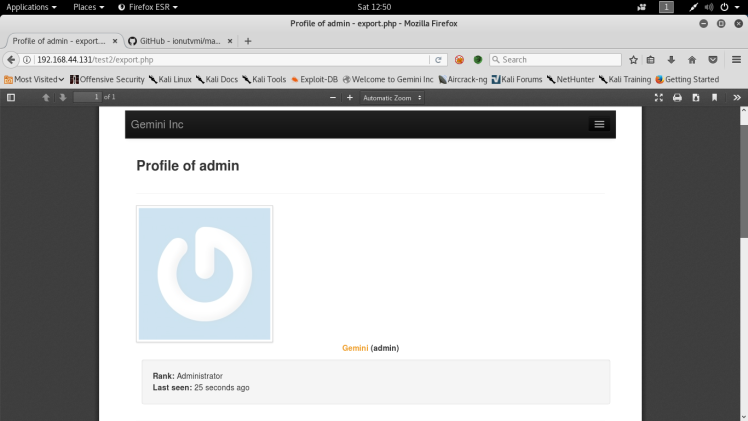 Applications Places Firefox ESR Sat 12:50 1
Profile of admin - export.php - Mozilla Firefox
Profile of admin - export.... × GitHub - ionutvmi/ma... × +
192.168.44.131/test2/export.php Search
Most Visited Offensive Security Kali Linux Kali Docs Kali Tools Exploit-DB Welcome to Gemini Inc Aircrack-ng Kali Forums NetHunter Kali Training Getting Started
1 of 1 − + Automatic Zoom
Gemini Inc
Profile of admin
Gemini (admin)
Rank: Administrator
Last seen: 25 seconds ago